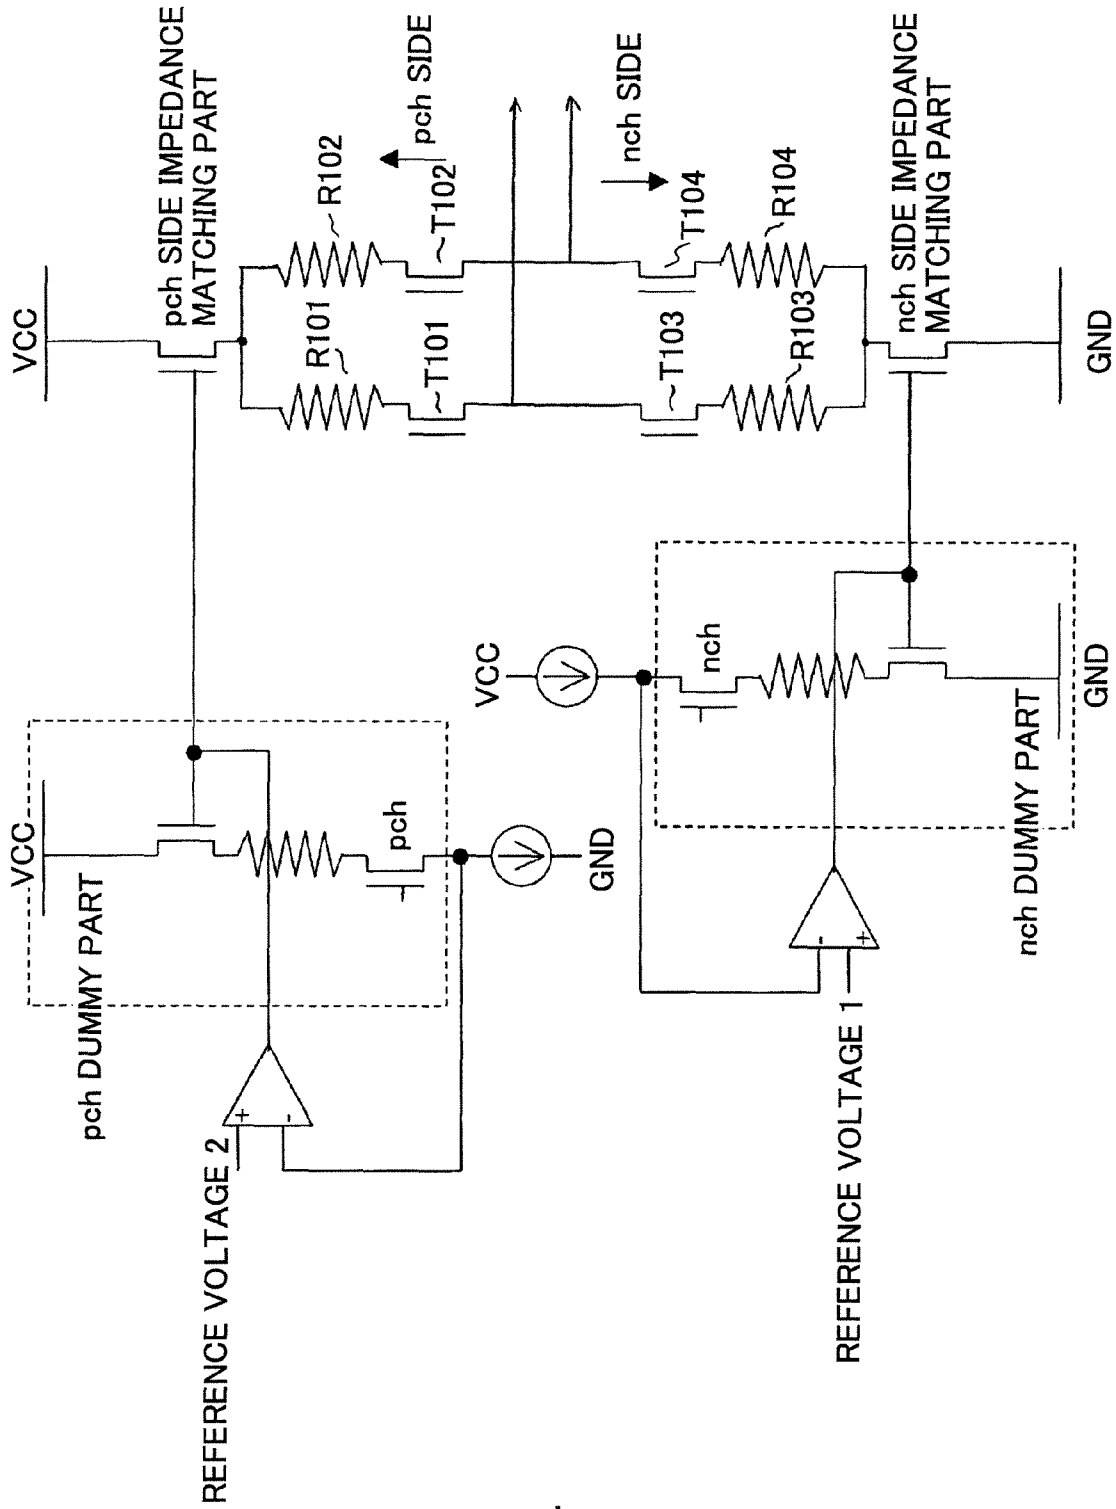 VCC
pch SIDE IMPEDANCE
MATCHING PART
R101
R102
T101
T102
pch SIDE
nch SIDE
T103
T104
R103
R104
nch SIDE IMPEDANCE
MATCHING PART
GND
VCC
pch DUMMY PART
pch
GND
+
-
REFERENCE VOLTAGE 2
VCC
nch
nch DUMMY PART
GND
-
+
REFERENCE VOLTAGE 1